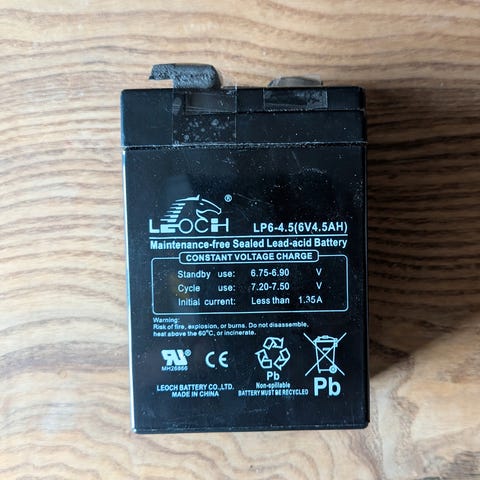 ®
LEOCH
LP6-4.5(6V4.5AH)
Maintenance-free Sealed Lead-acid Battery
CONSTANT VOLTAGE CHARGE
Standby use: 6.75-6.90 V
Cycle use: 7.20-7.50 V
Initial current: Less than 1.35A
Warning:
Risk of fire, explosion, or burns. Do not disassemble,
heat above the 60°C, or incinerate.
RU US ®
MH26866
CE
Pb
Non-spillable
BATTERY MUST BE RECYCLED
Pb
LEOCH BATTERY CO.,LTD.
MADE IN CHINA